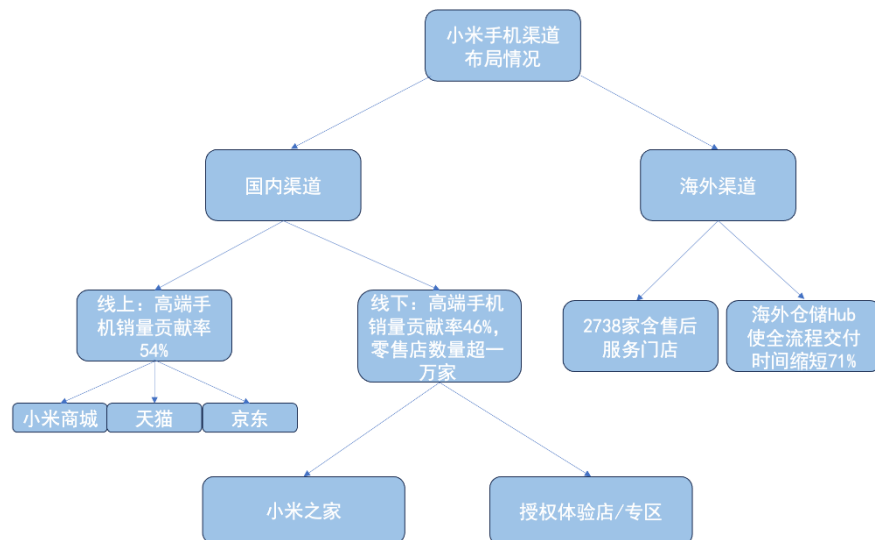 小米手机渠道
布局情况
国内渠道
海外渠道
线上：高端手
机销量贡献率
54%
线下：高端手机
销量贡献率46%，
零售店数量超一
万家
2738家含售后
服务门店
海外仓储Hub
使全流程交付
时间缩短71%
小米商城
天猫
京东
小米之家
授权体验店/专区